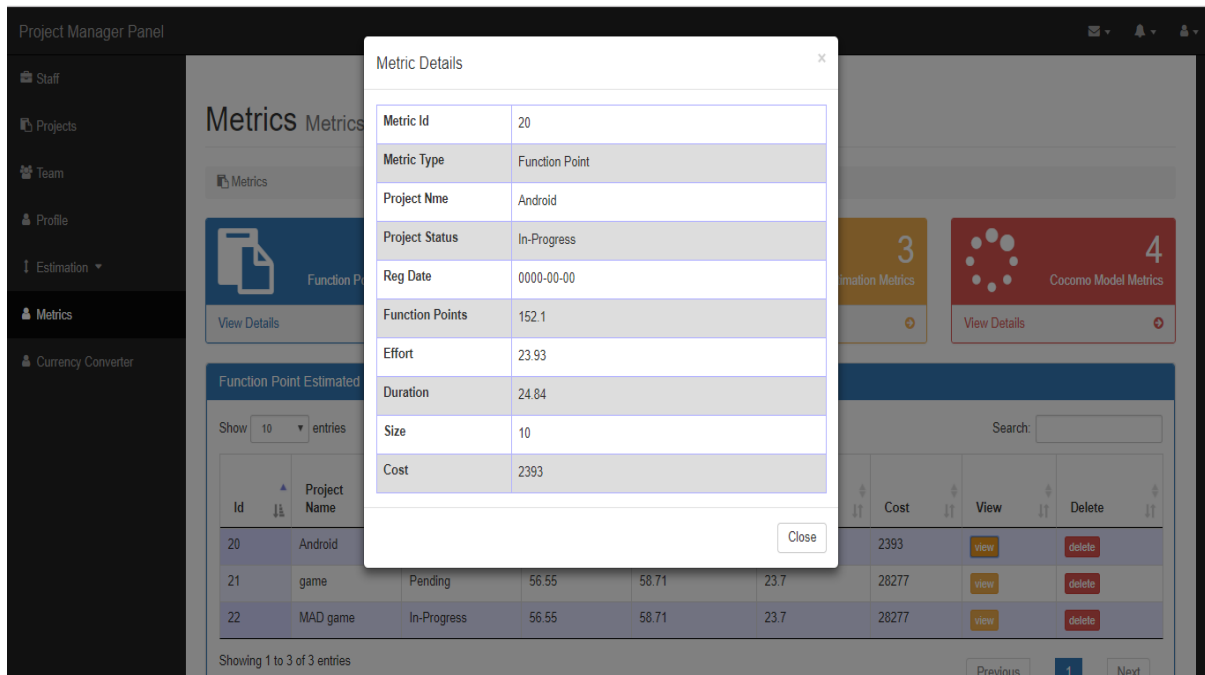 Project Manager Panel
Staff
Projects
Team
Profile
Estimation
Metrics
Currency Converter
Metrics Metrics
Metrics
Function
View Details
3
Metrics
4
Cocomo Model Metrics
View Details
Function Point Estimated
Show 10 entries
Search:
Id
Project Name
Cost
View
Delete
20 Android 2393 view delete
21 game Pending 56.55 58.71 23.7 28277 view delete
22 MAD game In-Progress 56.55 58.71 23.7 28277 view delete
Showing 1 to 3 of 3 entries
Previous 1 Next
Metric Details
x
Metric Id 20
Metric Type Function Point
Project Nme Android
Project Status In-Progress
Reg Date 0000-00-00
Function Points 152.1
Effort 23.93
Duration 24.84
Size 10
Cost 2393
Close